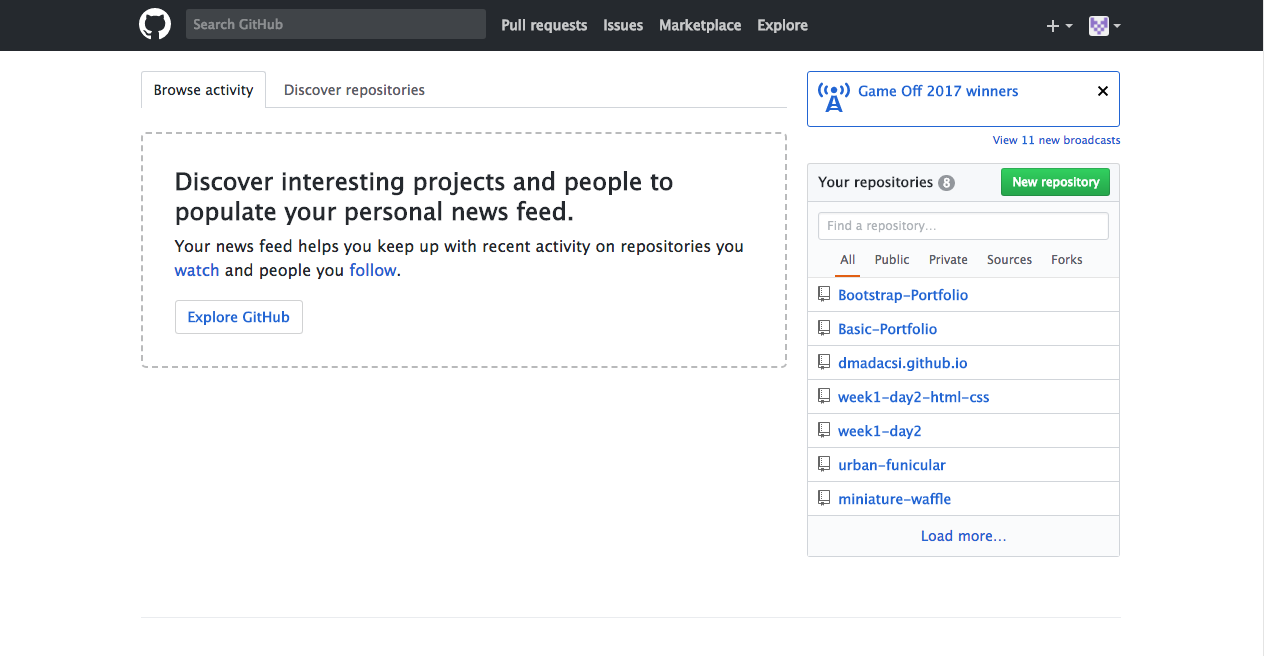 Search GitHub Pull requests Issues Marketplace Explore
Browse activity Discover repositories
Discover interesting projects and people to
populate your personal news feed.
Your news feed helps you keep up with recent activity on repositories you
watch and people you follow.
Explore GitHub
Game Off 2017 winners
View 11 new broadcasts
Your repositories 8 New repository
Find a repository…
All Public Private Sources Forks
Bootstrap-Portfolio
Basic-Portfolio
dmadacsi.github.io
week1-day2-html-css
week1-day2
urban-funicular
miniature-waffle
Load more…